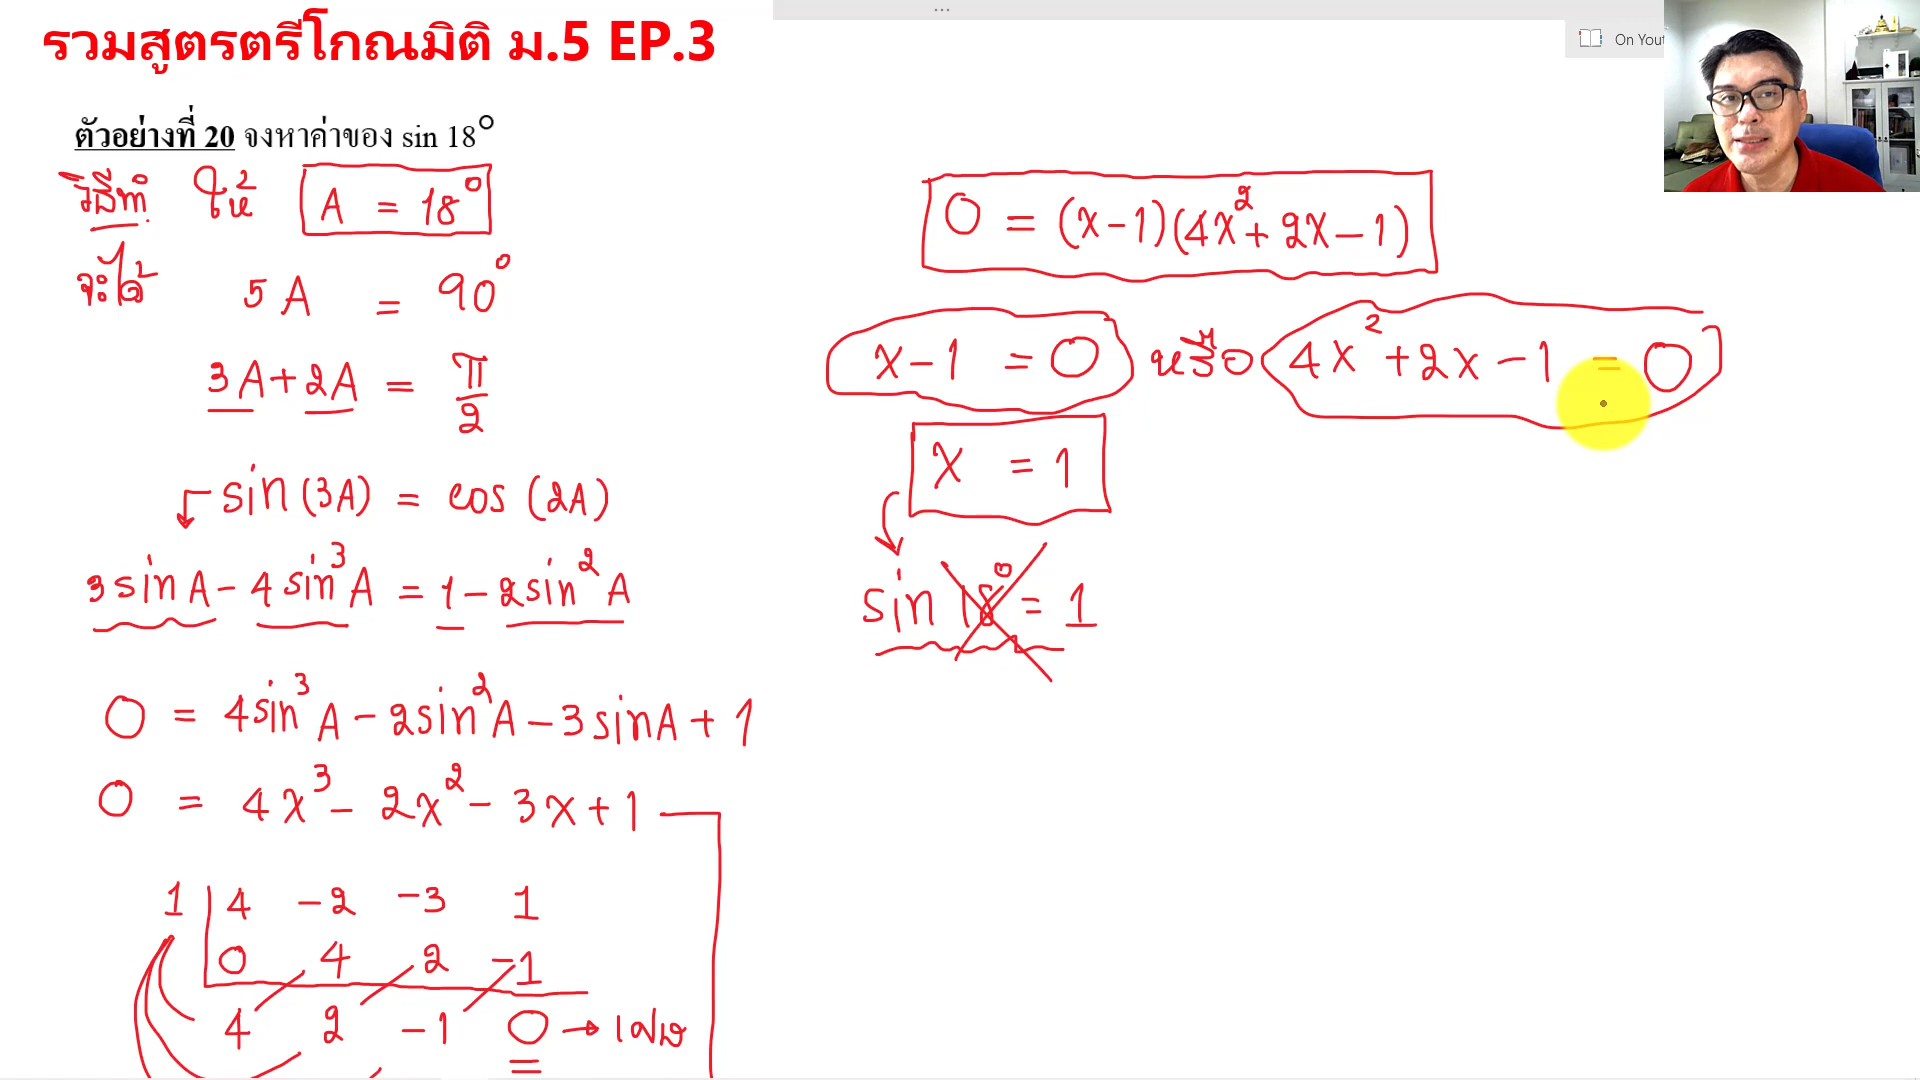 รวมสูตรตรีโกณมิติ ม.5 EP.3
...
On Yout
ตัวอย่างที่ 20 จงหาค่าของ sin 18°
วิธีทำ ให้ A = 18°
จะได้ 5A = 90°
3A + 2A = π/2
sin(3A) = cos(2A)
3sinA - 4sin³A = 1 - 2sin²A
0 = 4sin³A - 2sin²A - 3sinA + 1
0 = 4x³ - 2x² - 3x + 1
1 | 4 -2 -3 1
0 4 2 -1
4 2 -1 0 → เศษ
0 = (x-1)(4x²+2x-1)
x-1 = 0 หรือ 4x²+2x-1 = 0
x = 1
sin 18° = 1